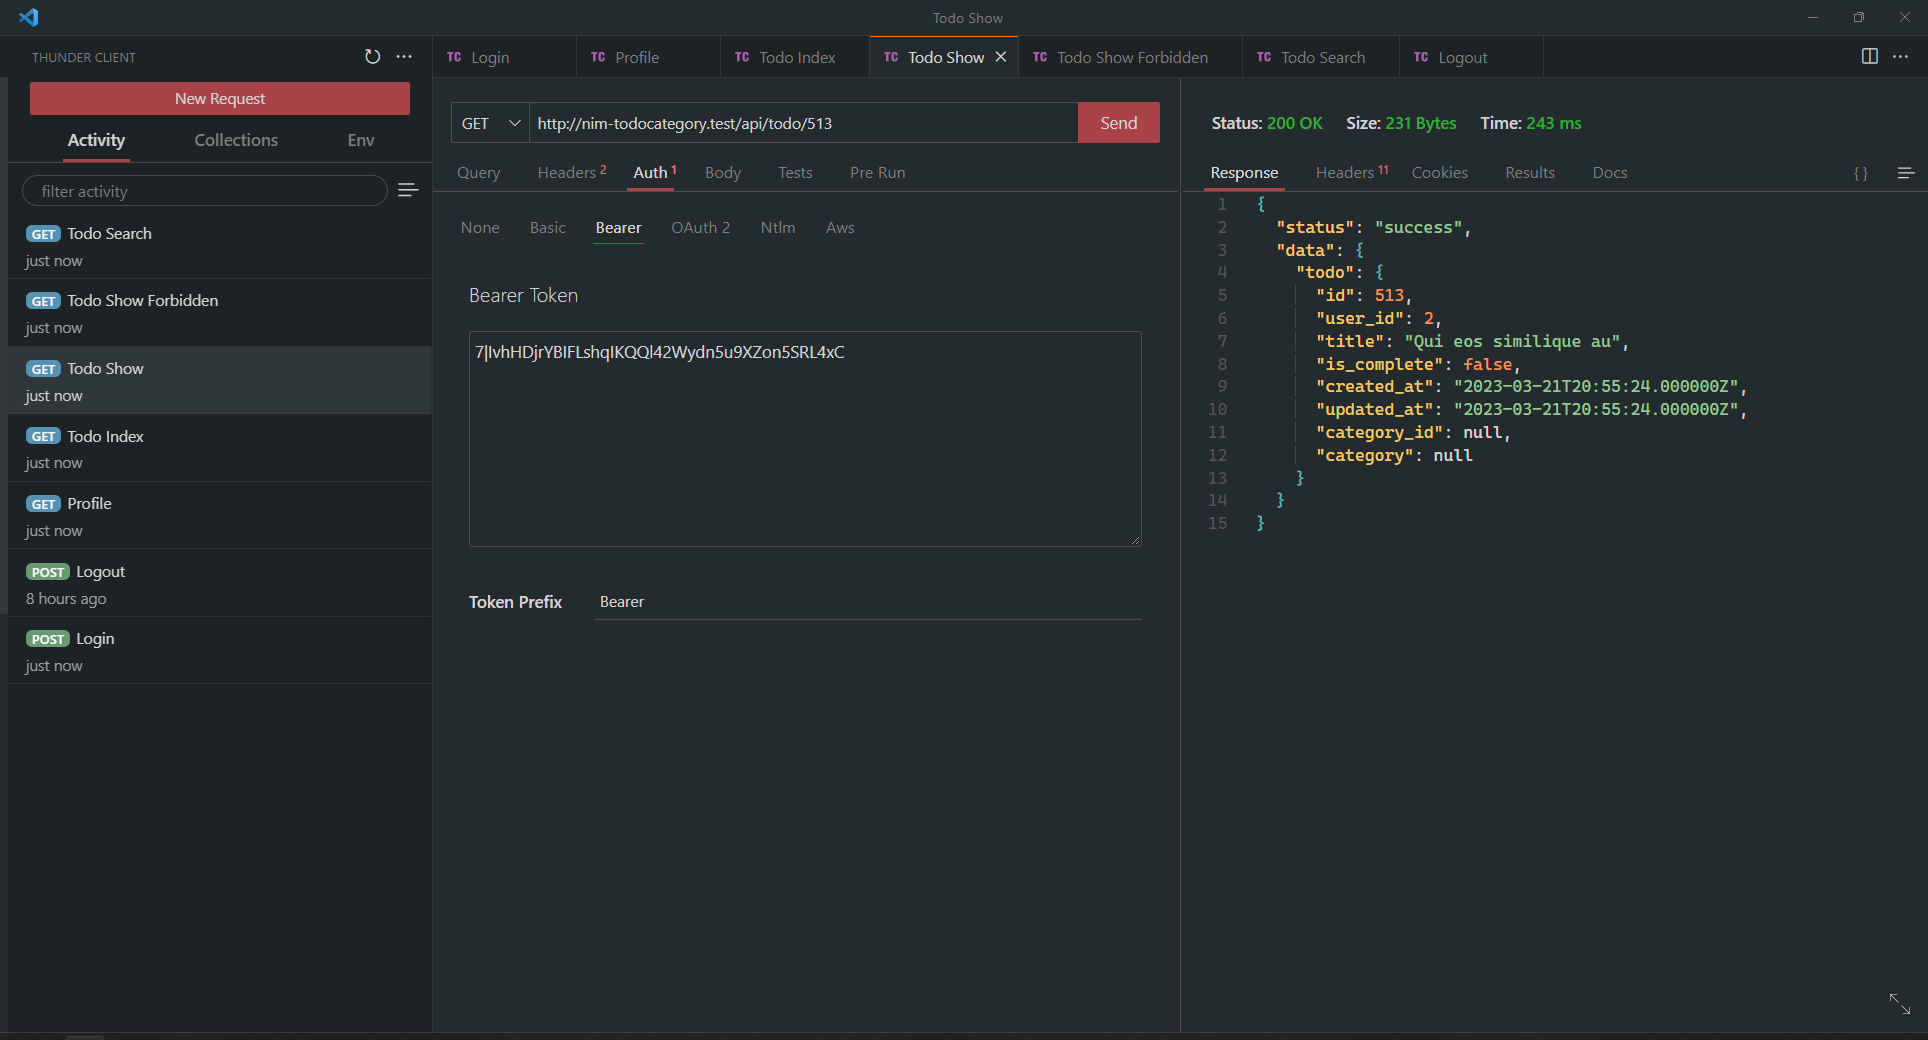 Todo Show
THUNDER CLIENT
New Request
Activity Collections Env
filter activity
GET Todo Search
just now
GET Todo Show Forbidden
just now
GET Todo Show
just now
GET Todo Index
just now
GET Profile
just now
POST Logout
8 hours ago
POST Login
just now
TC Login TC Profile TC Todo Index TC Todo Show TC Todo Show Forbidden TC Todo Search TC Logout
GET http://nim-todocategory.test/api/todo/513 Send
Query Headers 2 Auth 1 Body Tests Pre Run
None Basic Bearer OAuth 2 Ntlm Aws
Bearer Token
7|IvhHDjrYBIFLshqIKQQl42Wydn5u9XZon5SRL4xC
Token Prefix Bearer
Status: 200 OK Size: 231 Bytes Time: 243 ms
Response Headers 11 Cookies Results Docs { }
1 {
2 "status": "success",
3 "data": {
4 "todo": {
5 "id": 513,
6 "user_id": 2,
7 "title": "Qui eos similique au",
8 "is_complete": false,
9 "created_at": "2023-03-21T20:55:24.000000Z",
10 "updated_at": "2023-03-21T20:55:24.000000Z",
11 "category_id": null,
12 "category": null
13 }
14 }
15 }